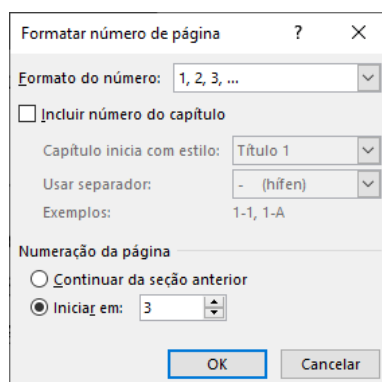 Formatar número de página ? ×
Formato do número: 1, 2, 3, ...
Incluir número do capítulo
Capítulo inicia com estilo: Título 1
Usar separador: - (hífen)
Exemplos: 1-1, 1-A
Numeração da página
Continuar da seção anterior
Iniciar em: 3
OK Cancelar